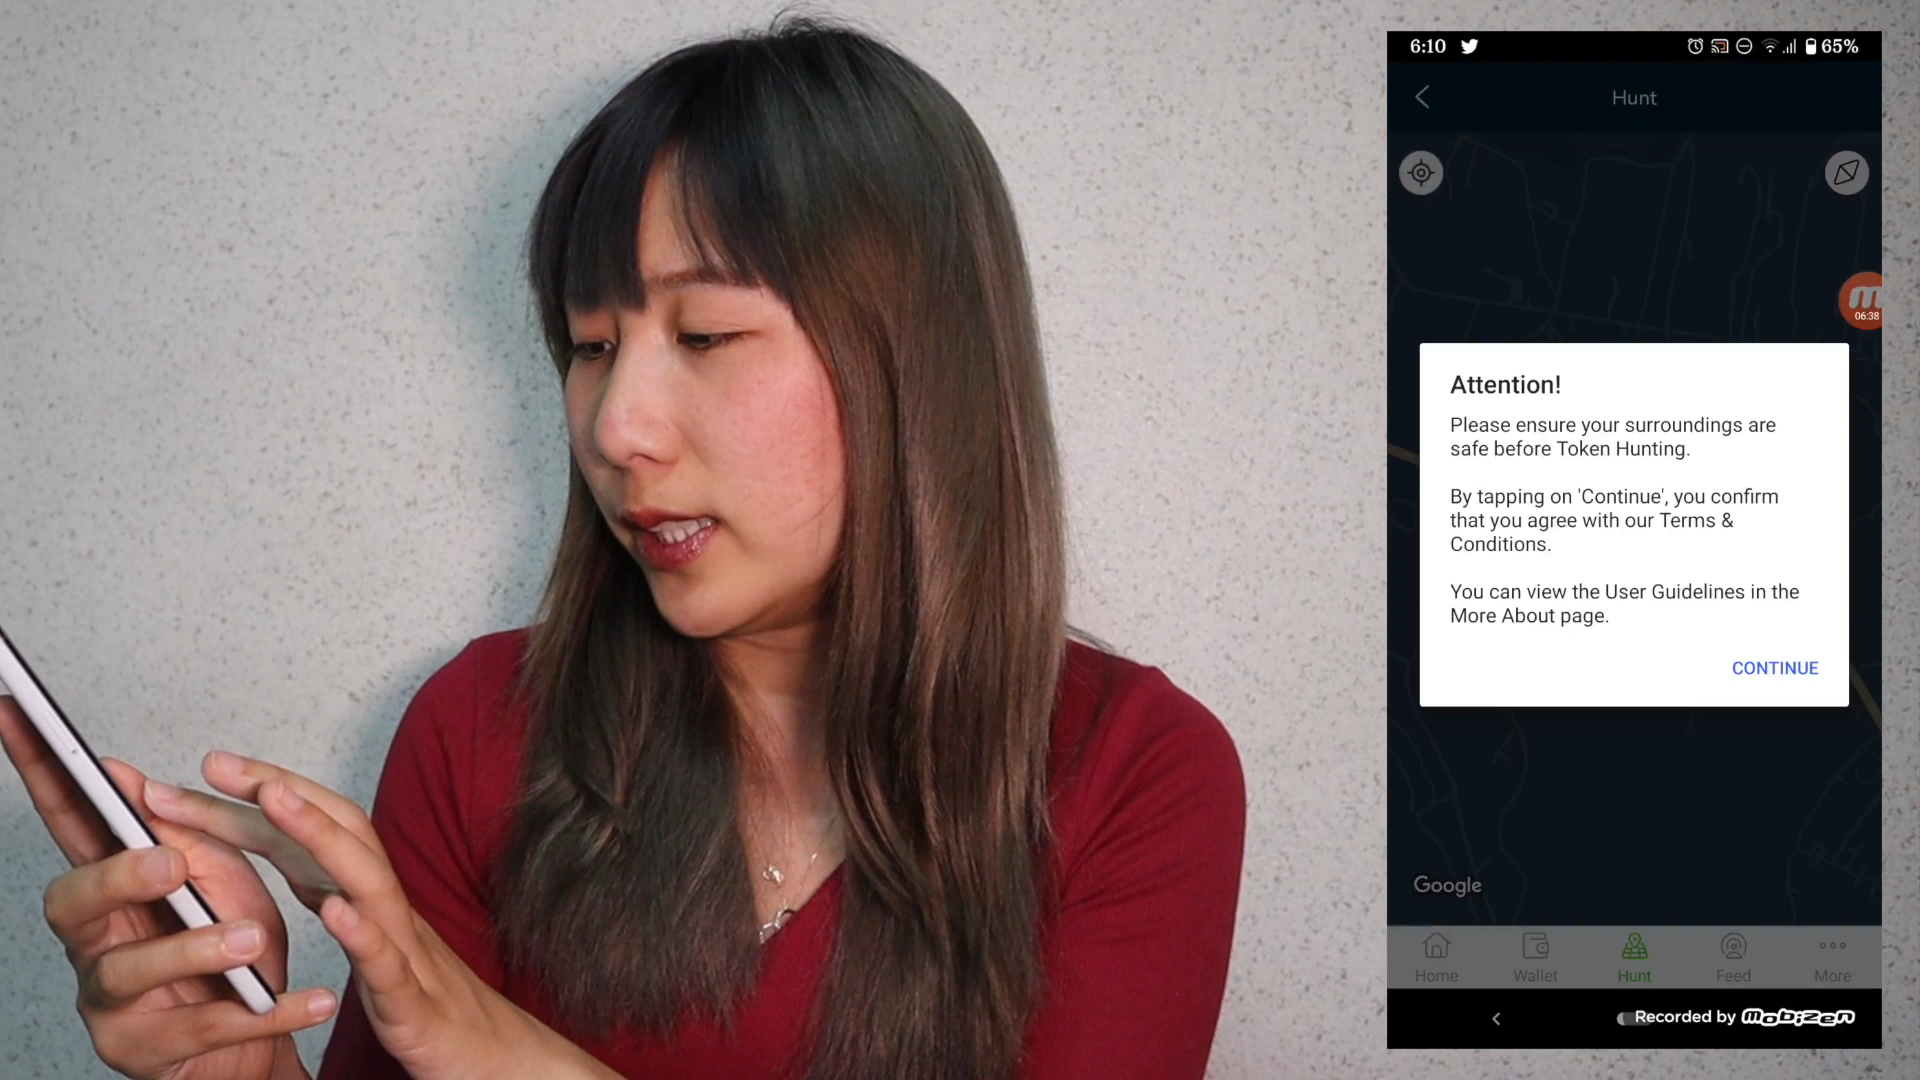 6:10
65%
Hunt
06:38
Attention!
Please ensure your surroundings are
safe before Token Hunting.
By tapping on 'Continue', you confirm
that you agree with our Terms &
Conditions.
You can view the User Guidelines in the
More About page.
CONTINUE
Google
Home Wallet Hunt Feed More
Recorded by mobizen